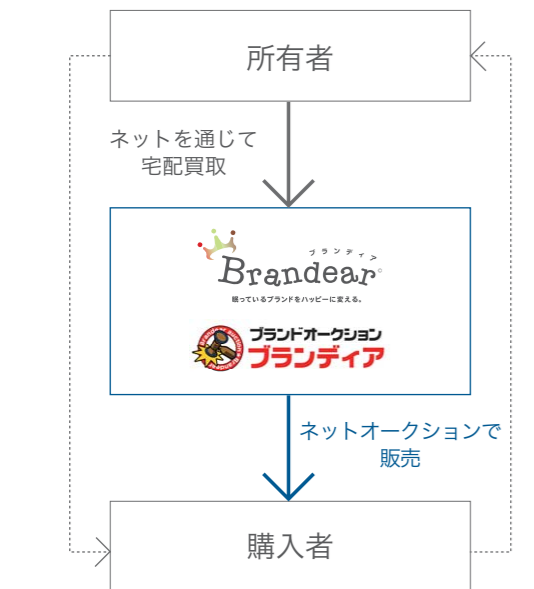 所有者
ネットを通じて
宅配買取
ブランディア
Brandear
眠っているブランドをハッピーに変える。
ブランドオークション
ブランディア
ネットオークションで
販売
購入者